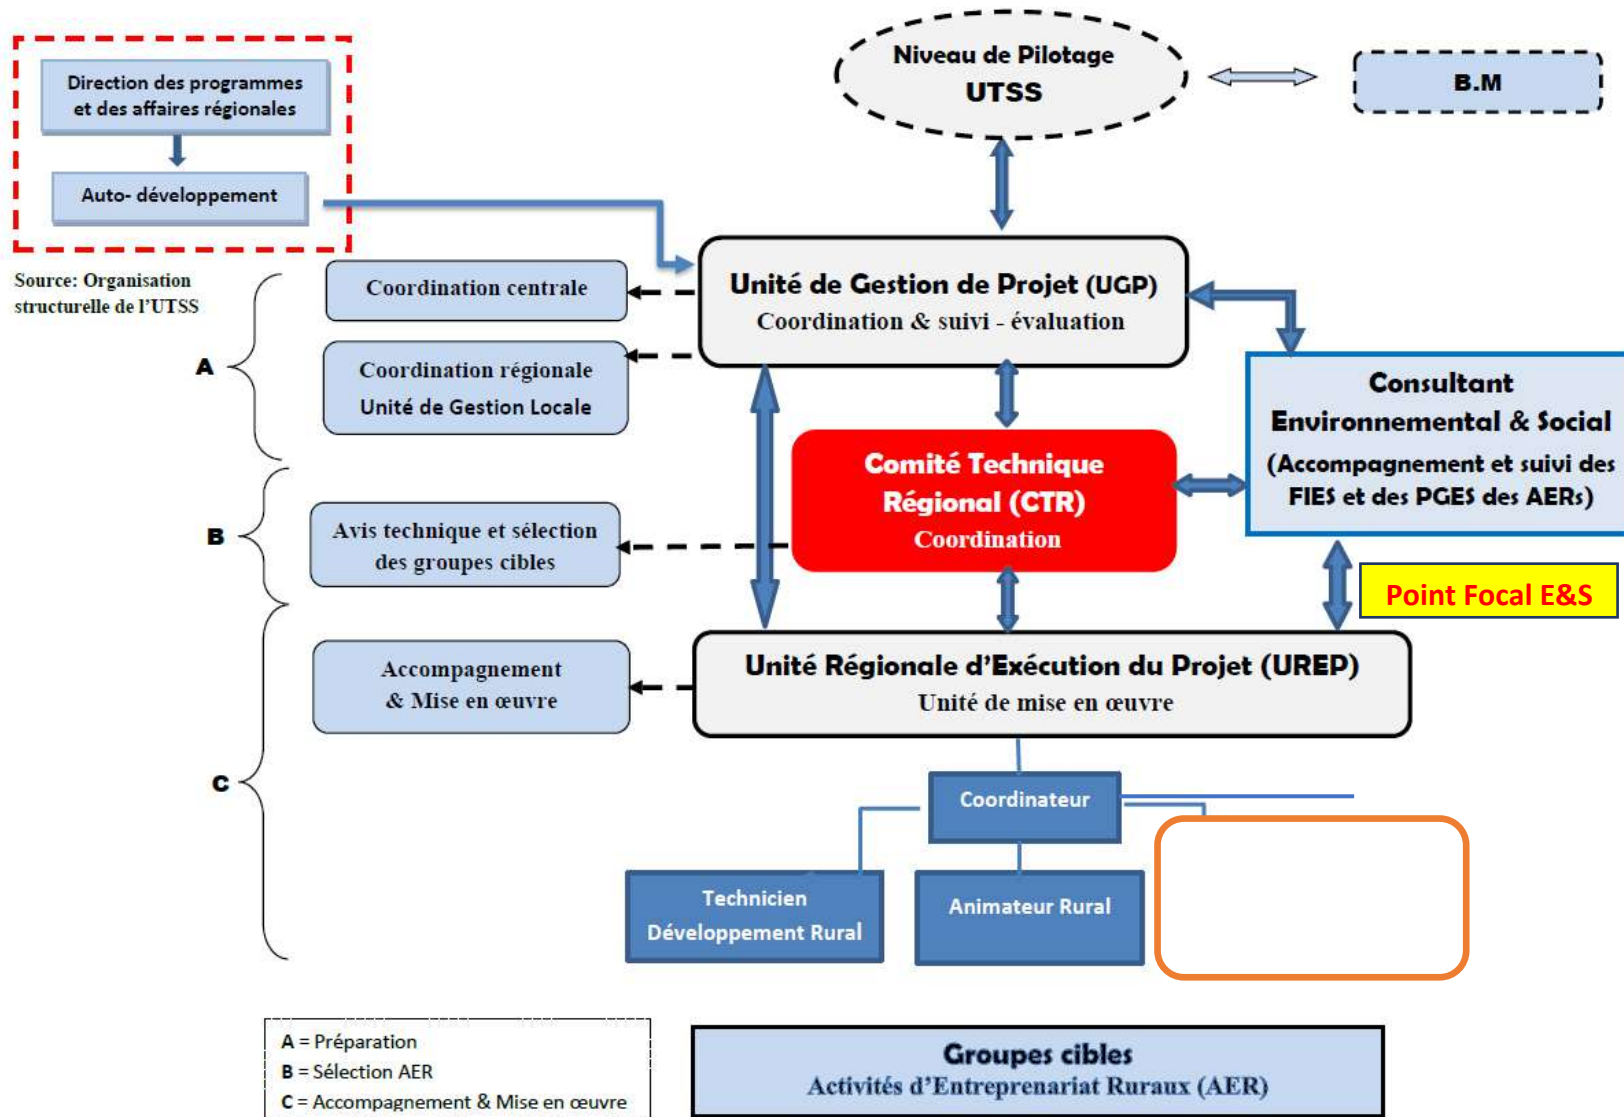 Niveau de Pilotage
UTSS
B.M
Direction des programmes
et des affaires régionales
Auto- développement
Source: Organisation
structurelle de l'UTSS
Unité de Gestion de Projet (UGP)
Coordination & suivi - évaluation
Coordination centrale
A
Coordination régionale
Unité de Gestion Locale
Consultant
Environnemental & Social
(Accompagnement et suivi des
FIES et des PGES des AERs)
Comité Technique
Régional (CTR)
Coordination
B
Avis technique et sélection
des groupes cibles
Point Focal E&S
Unité Régionale d'Exécution du Projet (UREP)
Unité de mise en œuvre
Accompagnement
& Mise en œuvre
C
Coordinateur
Technicien
Développement Rural
Animateur Rural
A = Préparation
B = Sélection AER
C = Accompagnement & Mise en œuvre
Groupes cibles
Activités d'Entreprenariat Ruraux (AER)